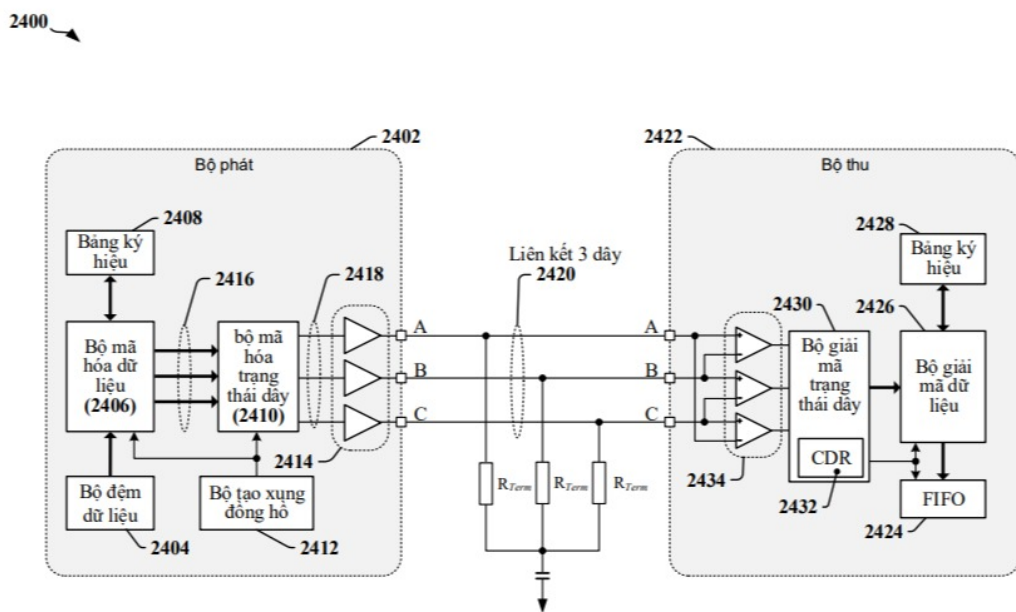 2400
2402
2422
Bộ phát
Bộ thu
2408
Bảng ký
hiệu
2416
2418
Liên kết 3 dây
2420
2428
Bảng ký
hiệu
2430
2426
A
A
B
B
C
C
Bộ mã
hóa dữ
liệu
(2406)
bộ mã
hóa
trạng
thái dây
(2410)
Bộ giải
mã
trạng
thái dây
Bộ giải
mã dữ
liệu
2414
2434
CDR
2432
Bộ đệm
dữ liệu
2404
Bộ tạo xung
đồng hồ
2412
RTerm
RTerm
RTerm
FIFO
2424